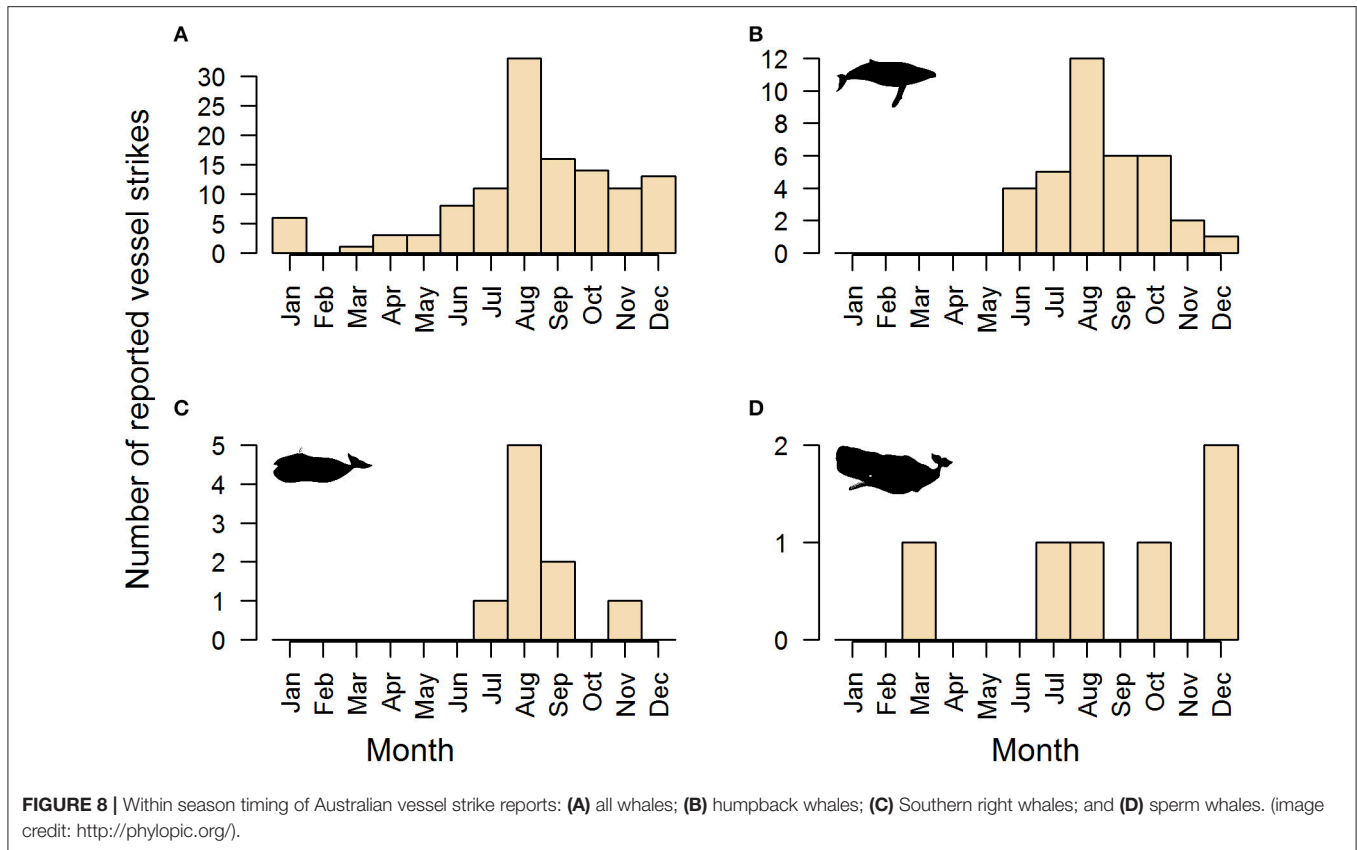 A
Number of reported vessel strikes
30
25
20
15
10
5
0
Jan
Feb
Mar
Apr
May
Jun
Jul
Aug
Sep
Oct
Nov
Dec
B
12
10
8
6
4
2
0
Jan
Feb
Mar
Apr
May
Jun
Jul
Aug
Sep
Oct
Nov
Dec
C
5
4
3
2
1
0
Jan
Feb
Mar
Apr
May
Jun
Jul
Aug
Sep
Oct
Nov
Dec
Month
D
2
1
0
Jan
Feb
Mar
Apr
May
Jun
Jul
Aug
Sep
Oct
Nov
Dec
Month
FIGURE 8 | Within season timing of Australian vessel strike reports: (A) all whales; (B) humpback whales; (C) Southern right whales; and (D) sperm whales. (image
credit: http://phylopic.org/).